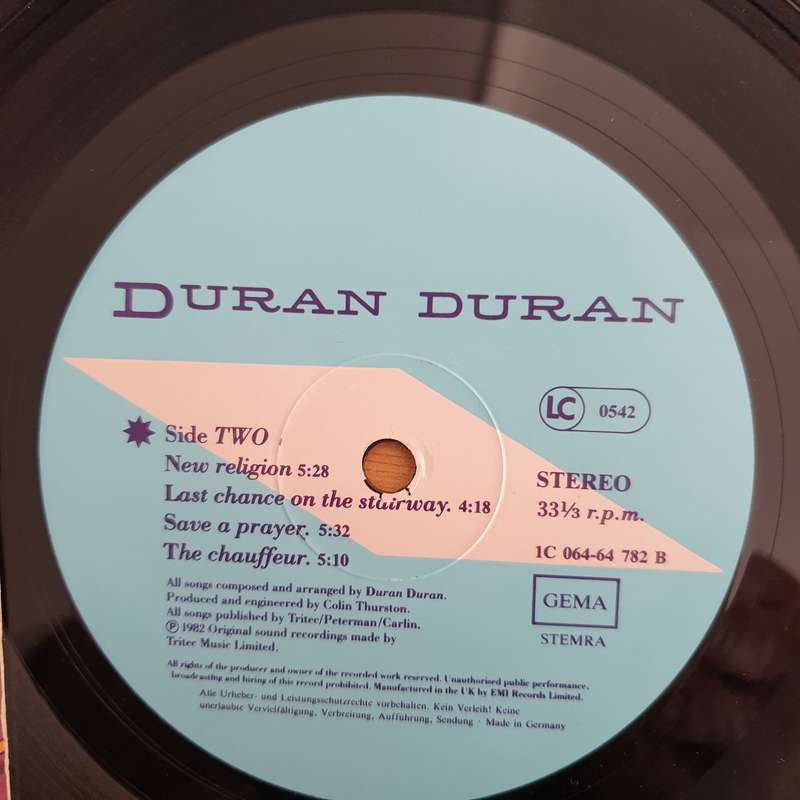 DURAN DURAN
LC 0542
Side TWO
New religion 5:28
Last chance on the stairway. 4:18
Save a prayer. 5:32
The chauffeur. 5:10
STEREO
33⅓ r.p.m.
1C 064-64 782 B
GEMA
STEMRA
All songs composed and arranged by Duran Duran.
Produced and engineered by Colin Thurston.
All songs published by Tritec/Peterman/Carlin.
Ⓟ 1982 Original sound recordings made by
Tritec Music Limited.
All rights of the producer and owner of the recorded work reserved. Unauthorised public performance,
broadcasting and hiring of this record prohibited. Manufactured in the UK by EMI Records Limited.
Alle Urheber- und Leistungsschutzrechte vorbehalten. Kein Verleih! Keine
unerlaubte Vervielfältigung, Verbreitung, Aufführung, Sendung · Made in Germany